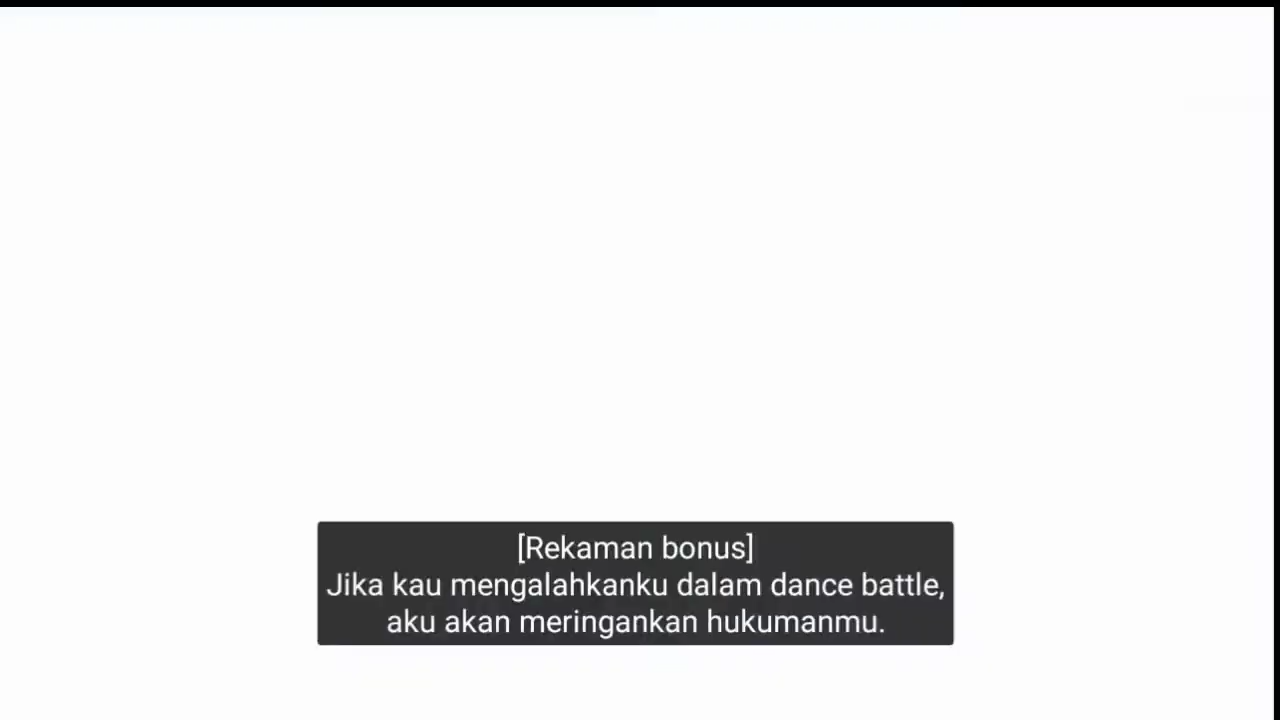 [Rekaman bonus]
Jika kau mengalahkanku dalam dance battle,
aku akan meringankan hukumanmu.